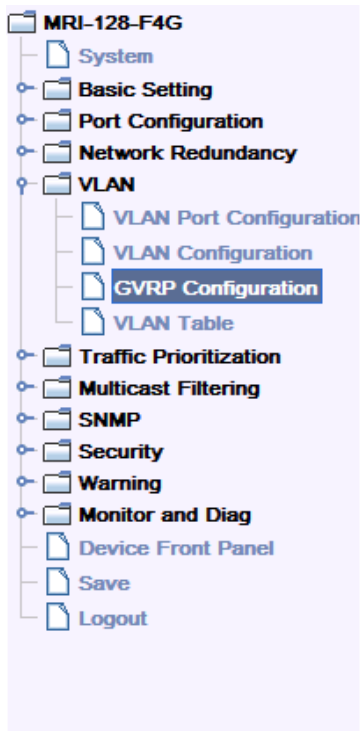 MRI-128-F4G
System
Basic Setting
Port Configuration
Network Redundancy
VLAN
VLAN Port Configuration
VLAN Configuration
GVRP Configuration
VLAN Table
Traffic Prioritization
Multicast Filtering
SNMP
Security
Warning
Monitor and Diag
Device Front Panel
Save
Logout